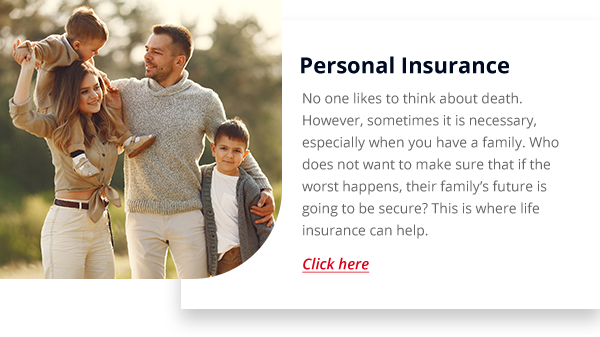 Personal Insurance
No one likes to think about death.
However, sometimes it is necessary,
especially when you have a family. Who
does not want to make sure that if the
worst happens, their family’s future is
going to be secure? This is where life
insurance can help.
Click here